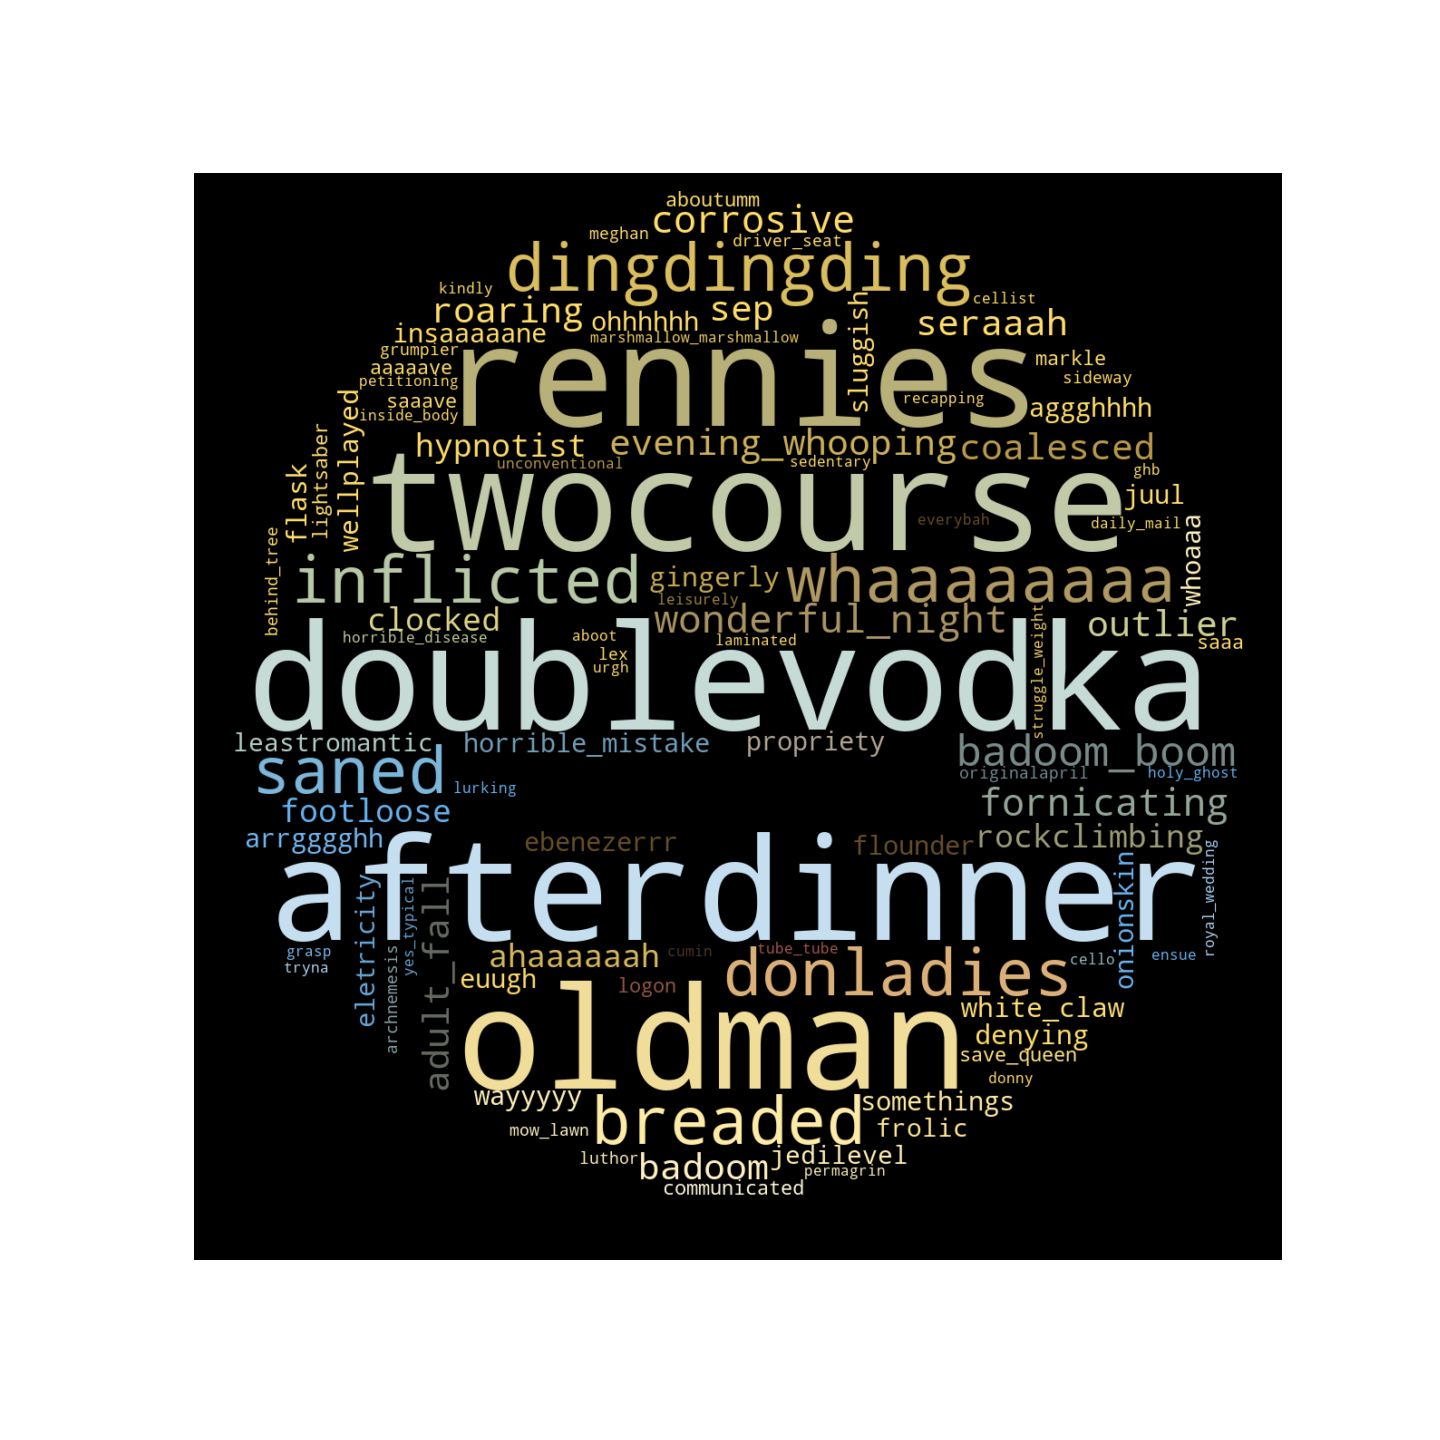 aboutumm
corrosive
meghan
driver_seat
dingdingding
kindly
cellist
roaring
ohhhhhh
sep
sluggish
seraaah
insaaaaane
marshmallow_marshmallow
grumpier
rennies
markle
aaaaave
petitioning
sideway
saaave
recapping
inside_body
aggghhhh
wellplayed
hypnotist
evening_whooping
coalesced
unconventional
sedentary
ghb
flask
lightsaber
twocourse
juul
everybah
daily_mail
behind_tree
whoaaa
inflicted
gingerly
whaaaaaaaa
leisurely
clocked
wonderful_night
outlier
horrible_disease
aboot
laminated
saaa
lex
urgh
struggle_weight
doublevodka
leastromantic
horrible_mistake
propriety
badoom_boom
saned
originalapril
holy_ghost
lurking
footloose
fornicating
arrgggghh
ebenezerrr
flounder
rockclimbing
afterdinner
royal_wedding
onionskin
eletricity
yes_typical
adult_fall
archnemesis
grasp
tryna
ahaaaaaah
cumin
tube_tube
donladies
cello
ensue
euugh
logon
oldman
white_claw
denying
save_queen
donny
wayyyyy
breaded
somethings
mow_lawn
frolic
luthor
badoom
jedilevel
permagrin
communicated